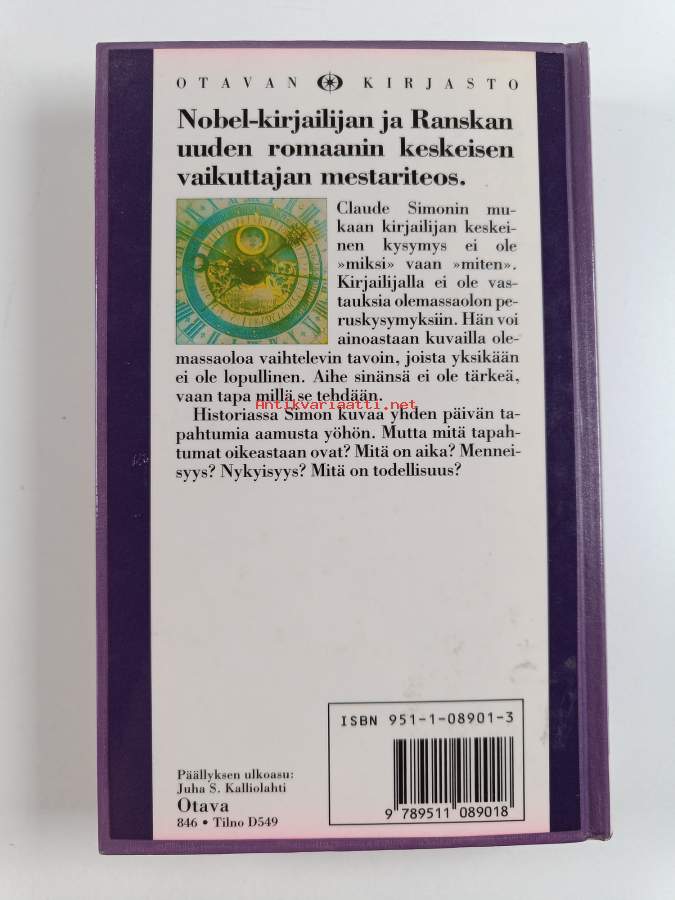 OTAVAN KIRJASTO
Nobel-kirjailijan ja Ranskan
uuden romaanin keskeisen
vaikuttajan mestariteos.
Claude Simonin mu-
kaan kirjailijan keskei-
nen kysymys ei ole
»miksi» vaan »miten».
Kirjailijalla ei ole vas-
tauksia olemassaolon pe-
ruskysymyksiin. Hän voi
ainoastaan kuvailla ole-
massaoloa vaihtelevin tavoin, joista yksikään
ei ole lopullinen. Aihe sinänsä ei ole tärkeä,
vaan tapa millä se tehdään.
Antikvariaatti.net
Historiassa Simon kuvaa yhden päivän ta-
pahtumia aamusta yöhön. Mutta mitä tapah-
tumat oikeastaan ovat? Mitä on aika? Mennei-
syys? Nykyisyys? Mitä on todellisuus?
ISBN 951-1-08901-3
9 789511 089018
Päällyksen ulkoasu:
Juha S. Kalliolahti
Otava
846 • Tilno D549